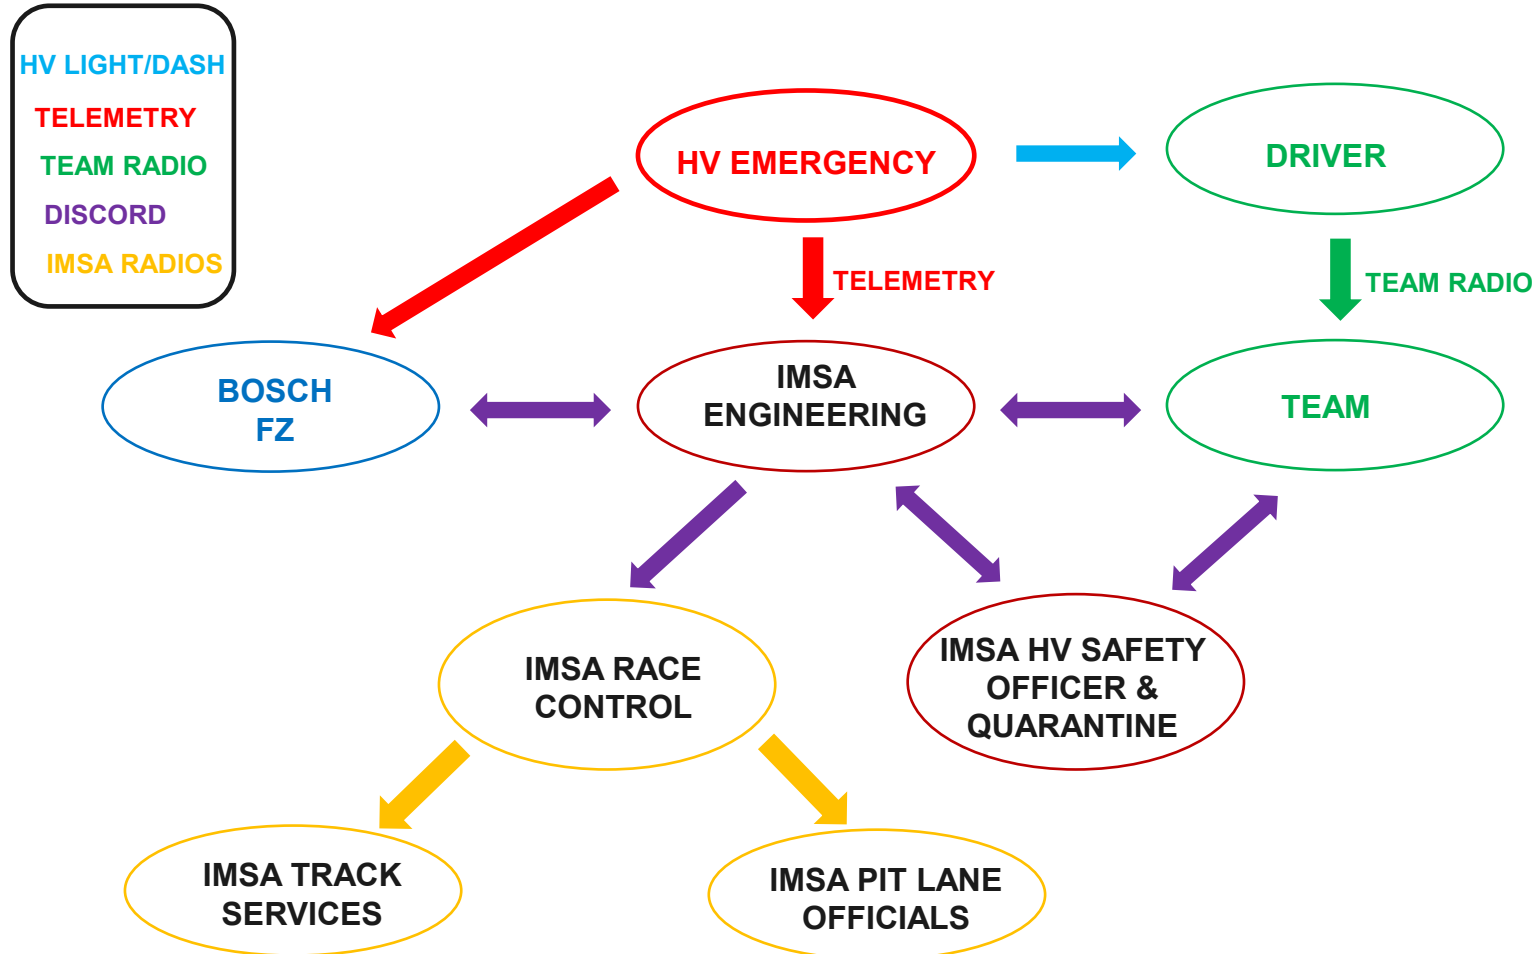 HV LIGHT/DASH
TELEMETRY
TEAM RADIO
DISCORD
IMSA RADIOS
HV EMERGENCY
DRIVER
TELEMETRY
TEAM RADIO
BOSCH
FZ
IMSA
ENGINEERING
TEAM
IMSA RACE
CONTROL
IMSA HV SAFETY
OFFICER &
QUARANTINE
IMSA TRACK
SERVICES
IMSA PIT LANE
OFFICIALS